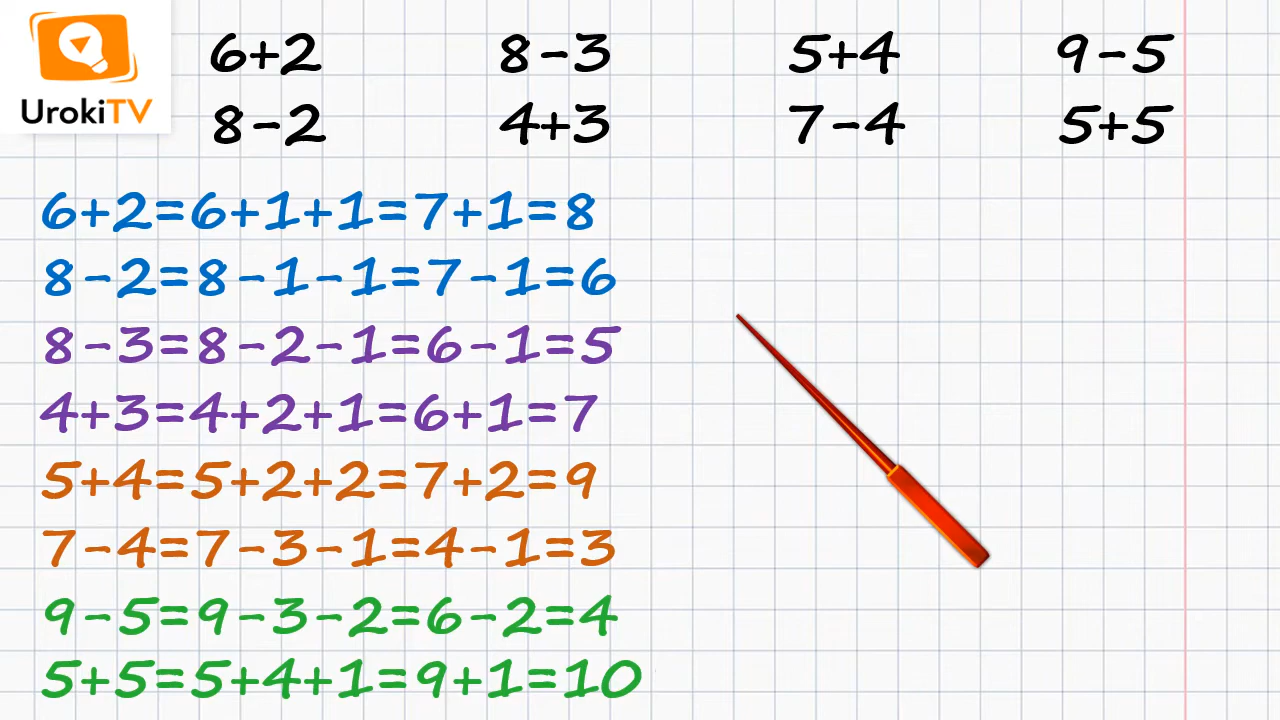 UrokiTV
6+2 8-3 5+4 9-5
8-2 4+3 7-4 5+5
6+2=6+1+1=7+1=8
8-2=8-1-1=7-1=6
8-3=8-2-1=6-1=5
4+3=4+2+1=6+1=7
5+4=5+2+2=7+2=9
7-4=7-3-1=4-1=3
9-5=9-3-2=6-2=4
5+5=5+4+1=9+1=10